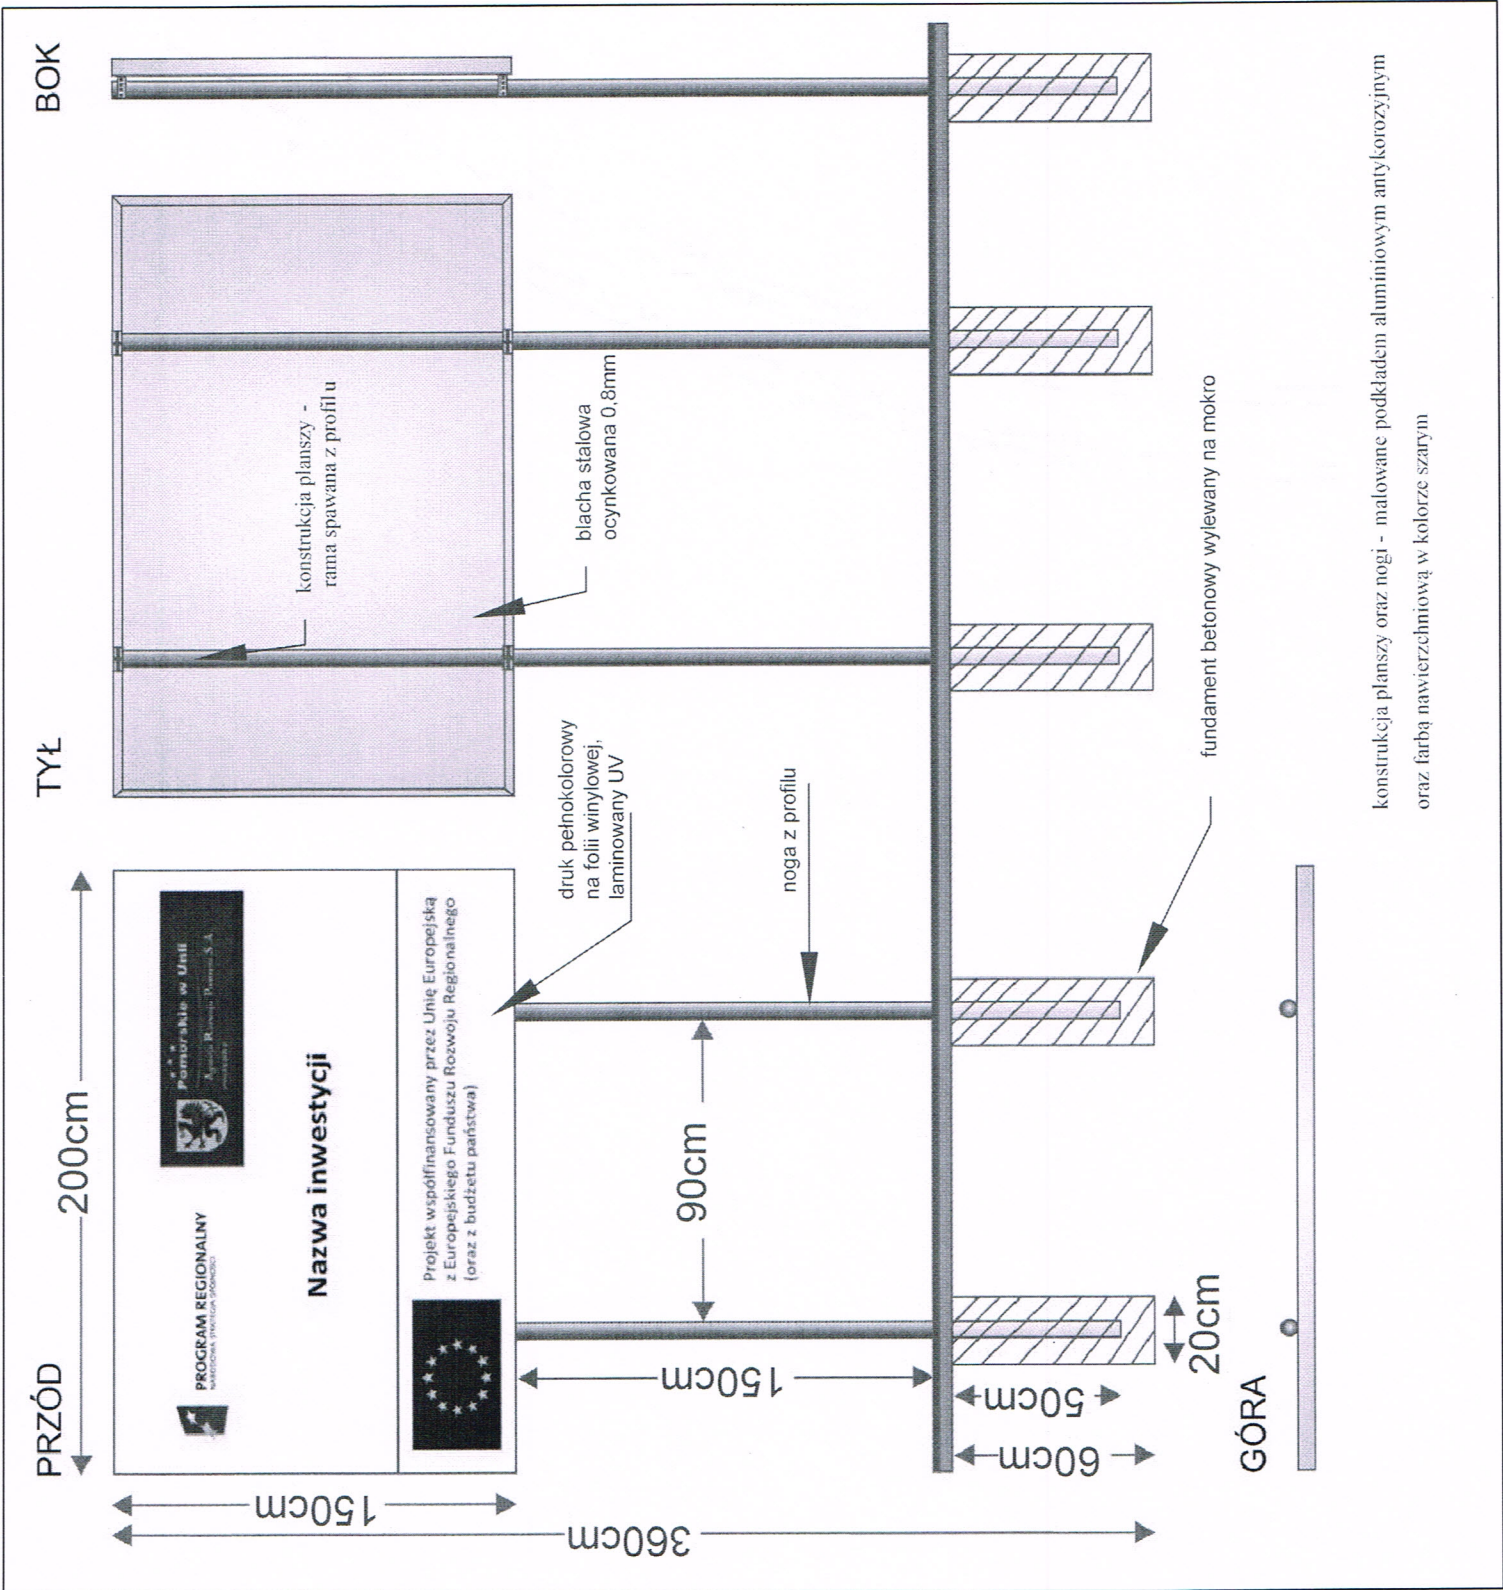 PRZÓD
TYŁ
BOK
200cm
150cm
360cm
PROGRAM REGIONALNY
NARODOWA STRATEGIA SPÓJNOŚCI
Pomorskie w Unii
Nazwa inwestycji
Projekt współfinansowany przez Unię Europejską
z Europejskiego Funduszu Rozwoju Regionalnego
(oraz z budżetu państwa)
konstrukcja planszy -
rama spawana z profilu
blacha stalowa
ocynkowana 0,8mm
druk pełnokolorowy
na folii winylowej,
laminowany UV
noga z profilu
90cm
150cm
50cm
60cm
20cm
fundament betonowy wylewany na mokro
GÓRA
konstrukcja planszy oraz nogi - malowane podkładem aluminiowym antykorozyjnym
oraz farbą nawierzchniową w kolorze szarym